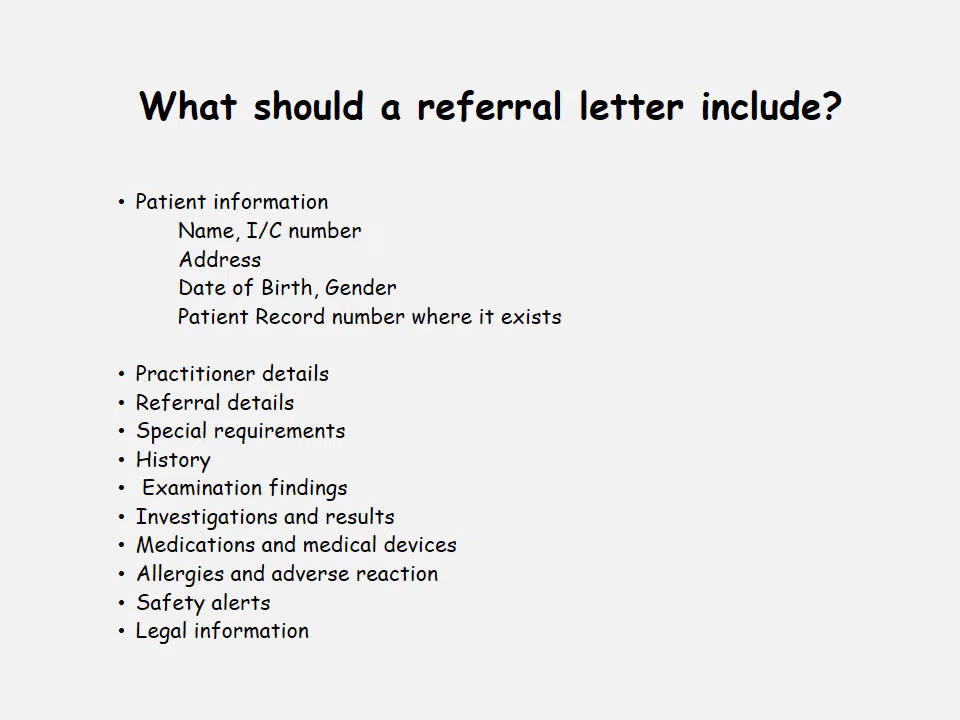 What should a referral letter include?
• Patient information
Name, I/C number
Address
Date of Birth, Gender
Patient Record number where it exists
• Practitioner details
• Referral details
• Special requirements
• History
• Examination findings
• Investigations and results
• Medications and medical devices
• Allergies and adverse reaction
• Safety alerts
• Legal information